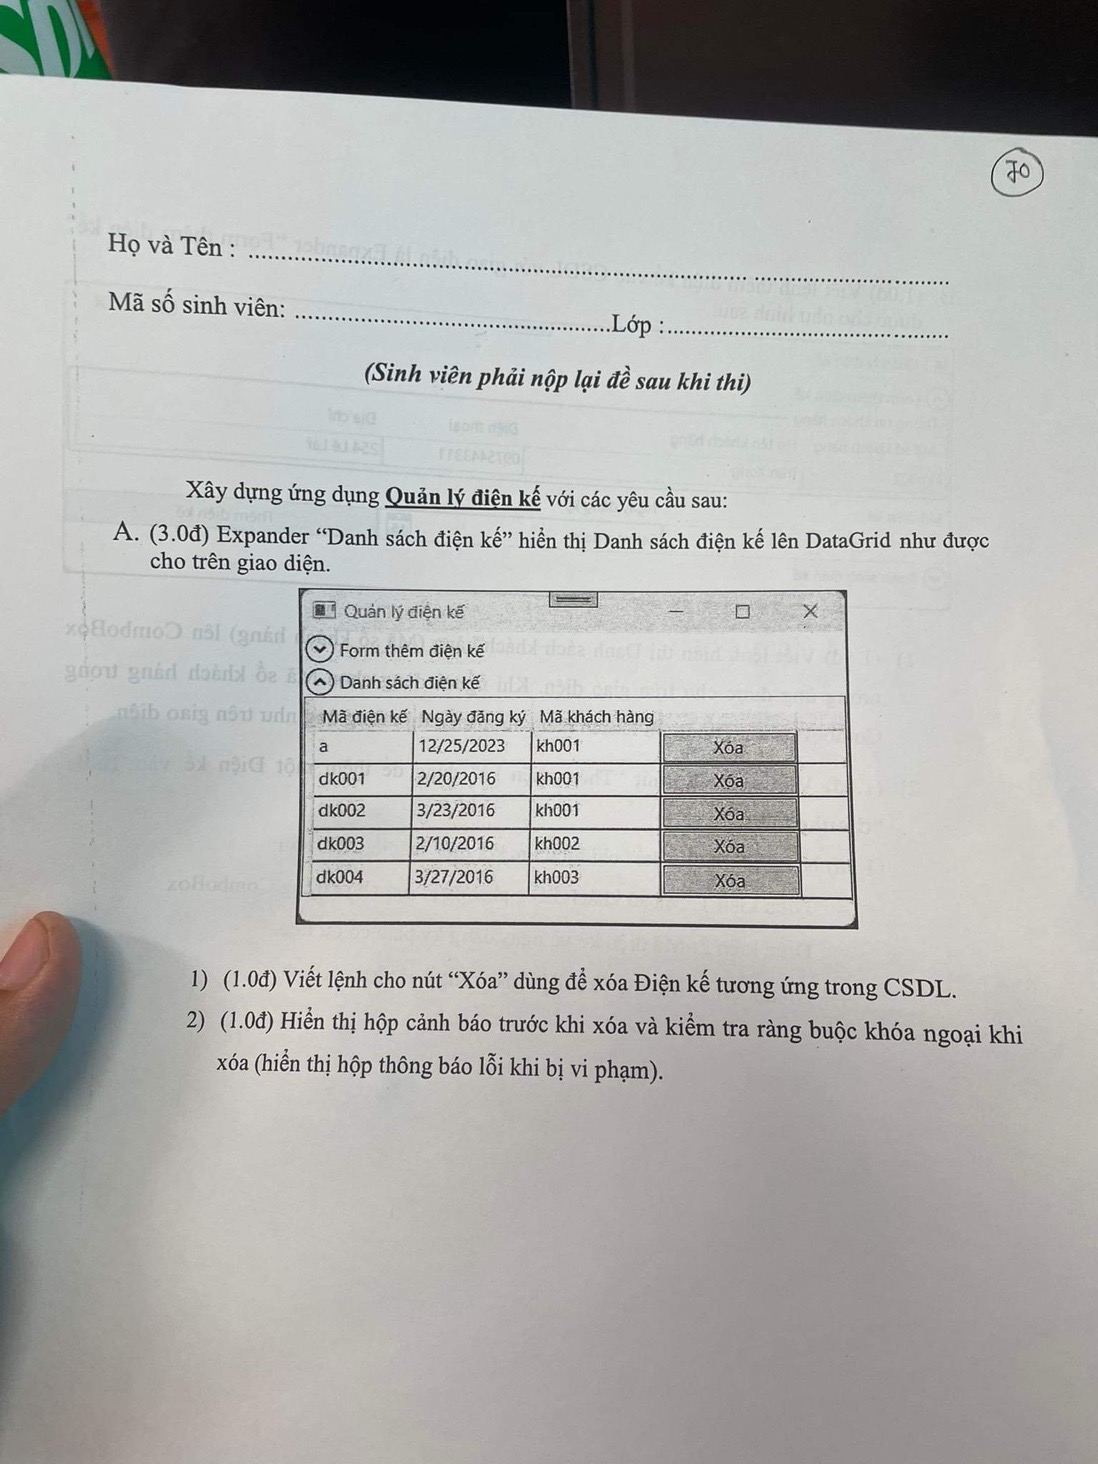 70
Họ và Tên : ........................................................................................................
Mã số sinh viên: .................................................Lớp :...........................................
(Sinh viên phải nộp lại đề sau khi thi)
Xây dựng ứng dụng Quản lý điện kế với các yêu cầu sau:
A. (3.0đ) Expander “Danh sách điện kế” hiển thị Danh sách điện kế lên DataGrid như được
cho trên giao diện.
Quản lý điện kế
Form thêm điện kế
Danh sách điện kế
Mã điện kế Ngày đăng ký Mã khách hàng
a 12/25/2023 kh001 Xóa
dk001 2/20/2016 kh001 Xóa
dk002 3/23/2016 kh001 Xóa
dk003 2/10/2016 kh002 Xóa
dk004 3/27/2016 kh003 Xóa
1) (1.0đ) Viết lệnh cho nút “Xóa” dùng để xóa Điện kế tương ứng trong CSDL.
2) (1.0đ) Hiển thị hộp cảnh báo trước khi xóa và kiểm tra ràng buộc khóa ngoại khi
xóa (hiển thị hộp thông báo lỗi khi bị vi phạm).